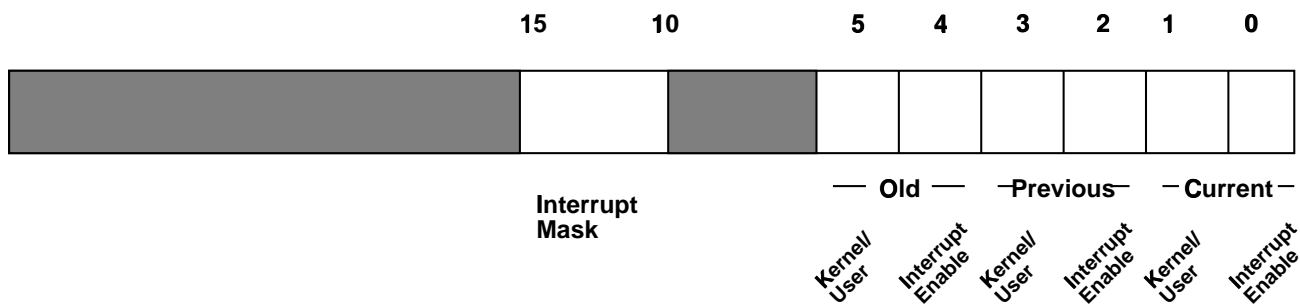 15 10 5 4 3 2 1 0
Old Previous Current
Interrupt
Mask
Kernel/
User
Interrupt
Enable
Kernel/
User
Interrupt
Enable
Kernel/
User
Interrupt
Enable